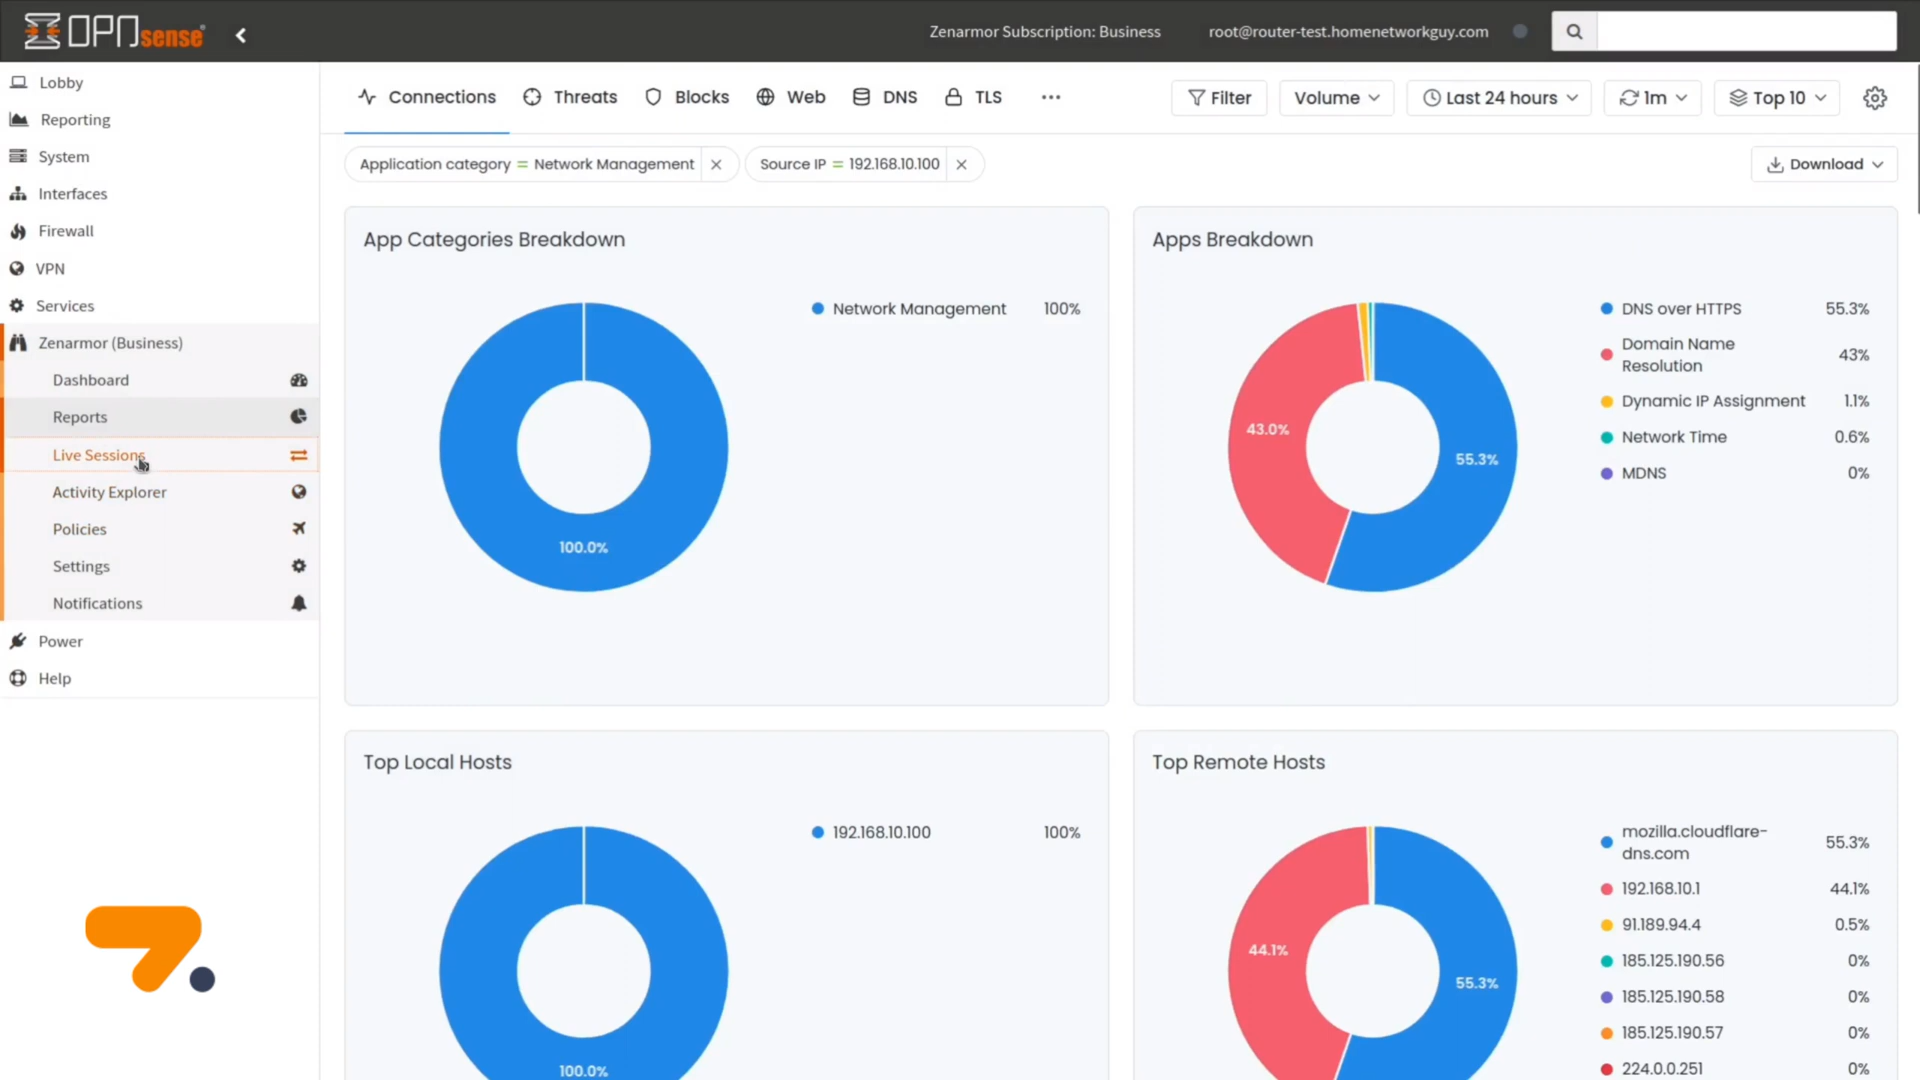 OPNsense
Zenarmor Subscription: Business
root@router-test.homenetworkguy.com
Lobby
Reporting
System
Interfaces
Firewall
VPN
Services
Zenarmor (Business)
Dashboard
Reports
Live Sessions
Activity Explorer
Policies
Settings
Notifications
Power
Help
Connections
Threats
Blocks
Web
DNS
TLS
Filter
Volume
Last 24 hours
1m
Top 10
Application category = Network Management
Source IP = 192.168.10.100
Download
App Categories Breakdown
Network Management 100%
100.0%
Apps Breakdown
DNS over HTTPS 55.3%
Domain Name
Resolution 43%
Dynamic IP Assignment 1.1%
Network Time 0.6%
MDNS 0%
43.0%
55.3%
Top Local Hosts
192.168.10.100 100%
100.0%
Top Remote Hosts
mozilla.cloudflare-
dns.com 55.3%
192.168.10.1 44.1%
91.189.94.4 0.5%
185.125.190.56 0%
185.125.190.58 0%
185.125.190.57 0%
224.0.0.251 0%
44.1%
55.3%